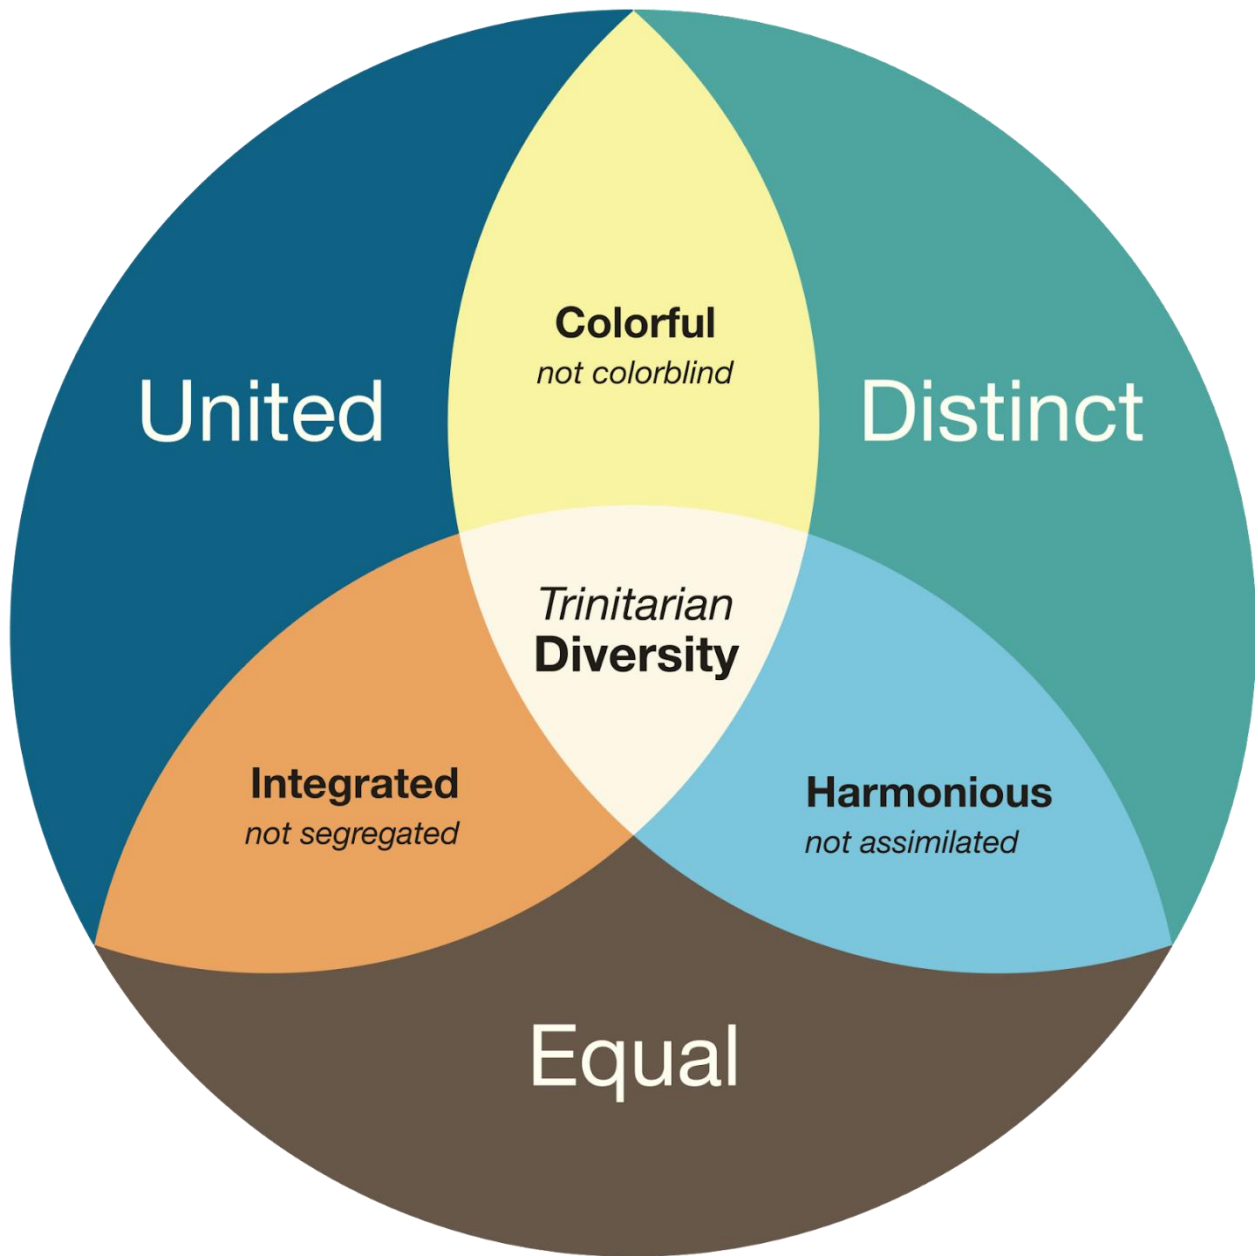 Colorful
not colorblind
United
Distinct
Trinitarian
Diversity
Integrated
not segregated
Harmonious
not assimilated
Equal